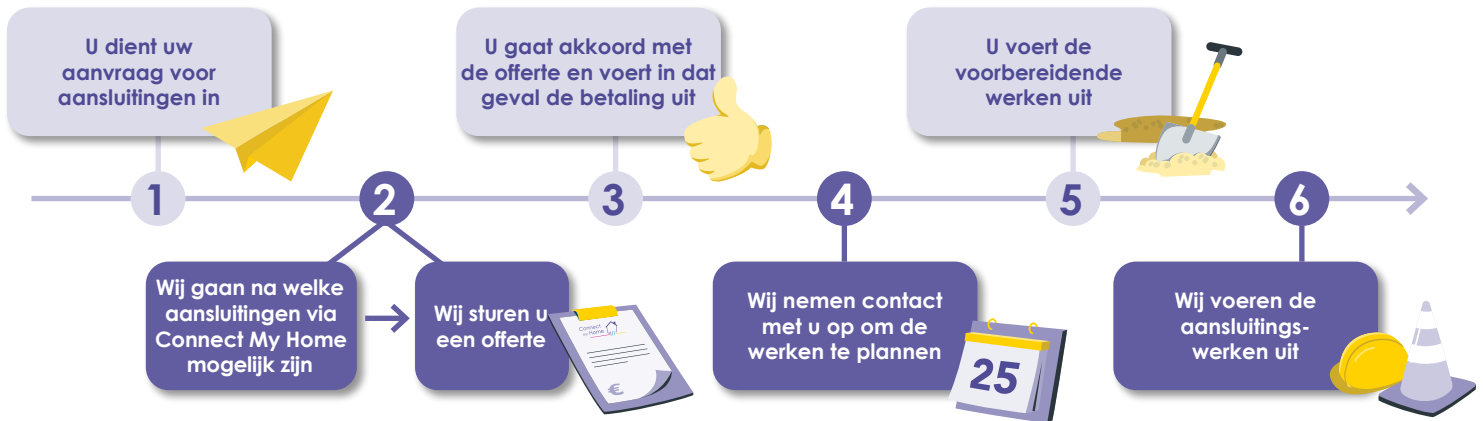 U dient uw
aanvraag voor
aansluitingen in
1
2
Wij gaan na welke
aansluitingen via
Connect My Home
mogelijk zijn
Wij sturen u
een offerte
Connect
my Home
€
U gaat akkoord met
de offerte en voert in dat
geval de betaling uit
3
4
Wij nemen contact
met u op om de
werken te plannen
25
U voert de
voorbereidende
werken uit
5
6
Wij voeren de
aansluitings-
werken uit